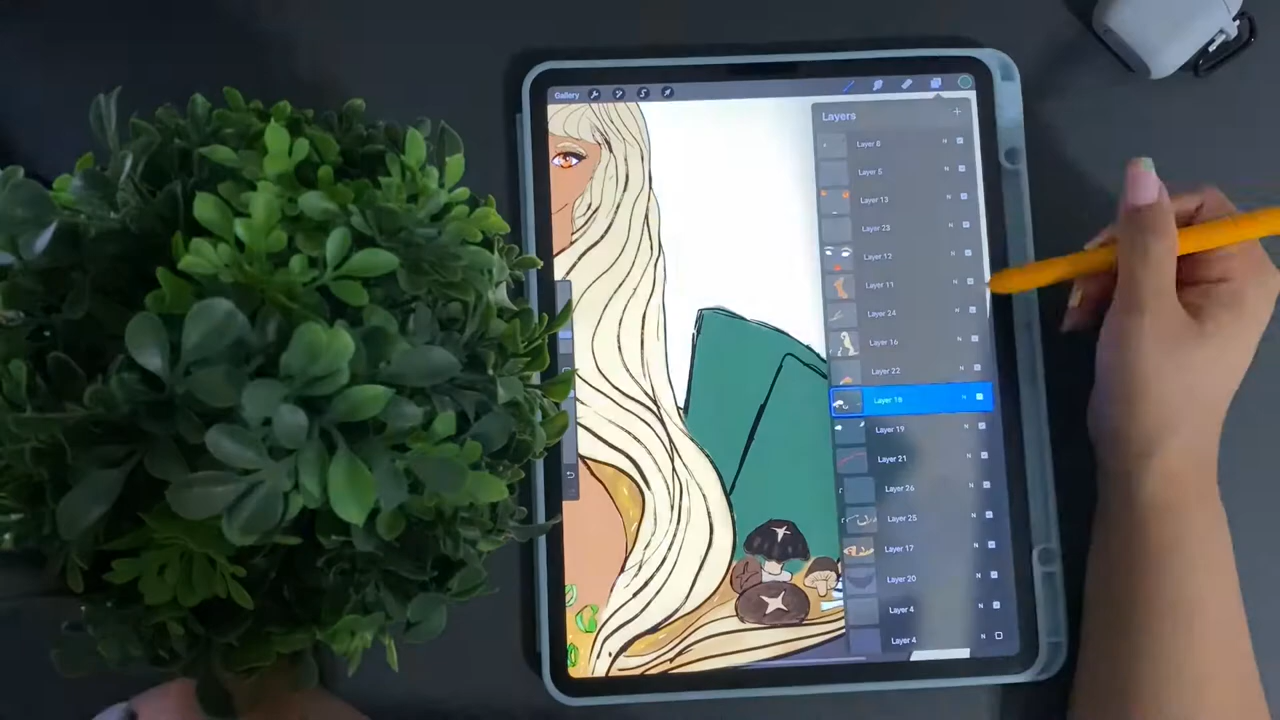 Gallery
Layers
Layer 8 N
Layer 5 N
Layer 13 N
Layer 23 N
Layer 12 N
Layer 11 N
Layer 24 N
Layer 16 N
Layer 22 N
Layer 18 N
Layer 19 N
Layer 21 N
Layer 26 N
Layer 25 N
Layer 17 N
Layer 20 N
Layer 4 N
Layer 4 N